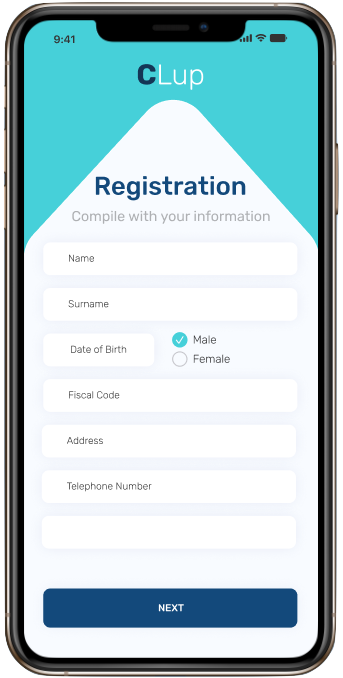 9:41
CLup
Registration
Compile with your information
Name
Surname
Date of Birth
Male
Female
Fiscal Code
Address
Telephone Number
NEXT